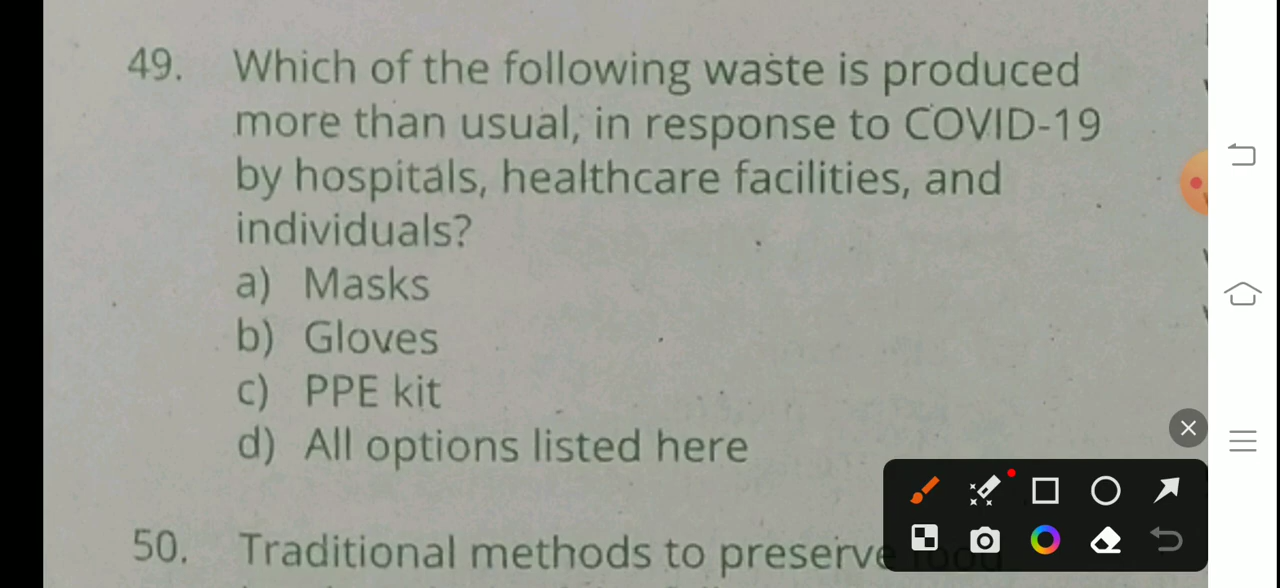 49. Which of the following waste is produced
more than usual, in response to COVID-19
by hospitals, healthcare facilities, and
individuals?
a) Masks
b) Gloves
c) PPE kit
d) All options listed here
50. Traditional methods to preserve food